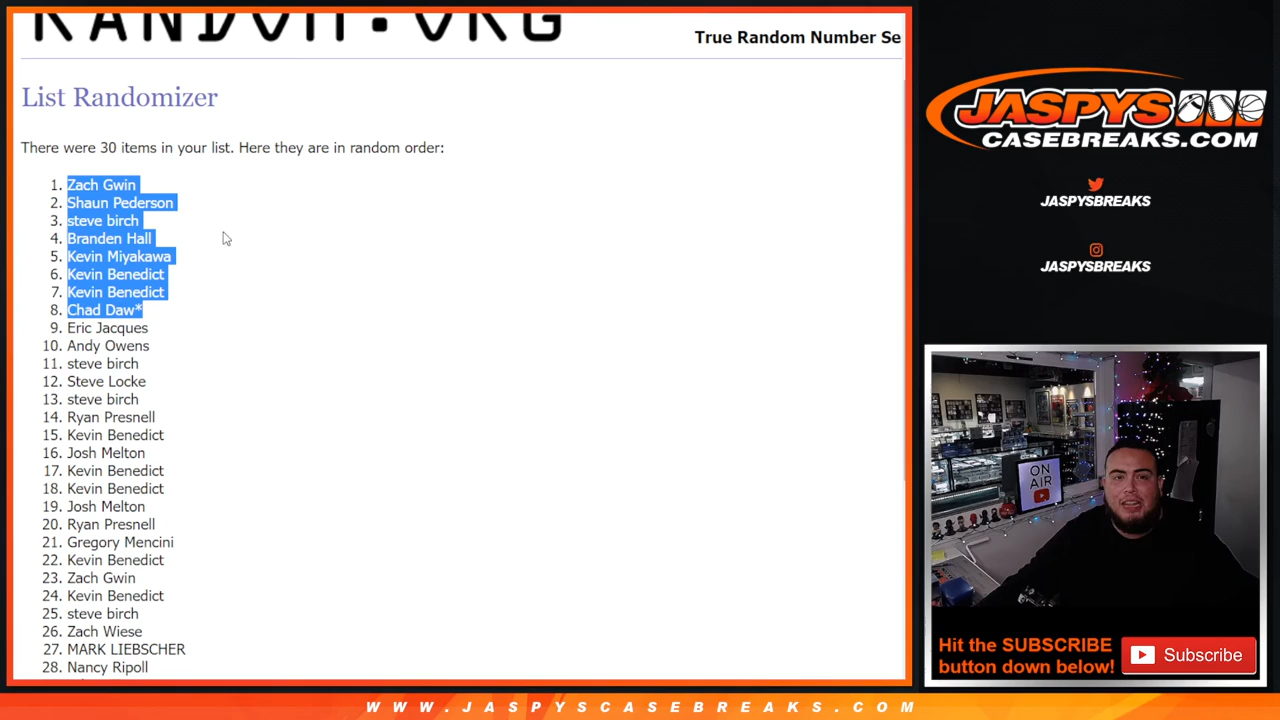 RANDOM.ORG
True Random Number Se
List Randomizer
There were 30 items in your list. Here they are in random order:
1. Zach Gwin
2. Shaun Pederson
3. steve birch
4. Branden Hall
5. Kevin Miyakawa
6. Kevin Benedict
7. Kevin Benedict
8. Chad Daw*
9. Eric Jacques
10. Andy Owens
11. steve birch
12. Steve Locke
13. steve birch
14. Ryan Presnell
15. Kevin Benedict
16. Josh Melton
17. Kevin Benedict
18. Kevin Benedict
19. Josh Melton
20. Ryan Presnell
21. Gregory Mencini
22. Kevin Benedict
23. Zach Gwin
24. Kevin Benedict
25. steve birch
26. Zach Wiese
27. MARK LIEBSCHER
28. Nancy Ripoll
JASPYS
CASEBREAKS.COM
JASPYSBREAKS
JASPYSBREAKS
ON
AIR
Hit the SUBSCRIBE
button down below!
Subscribe
WWW.JASPYSCASEBREAKS.COM